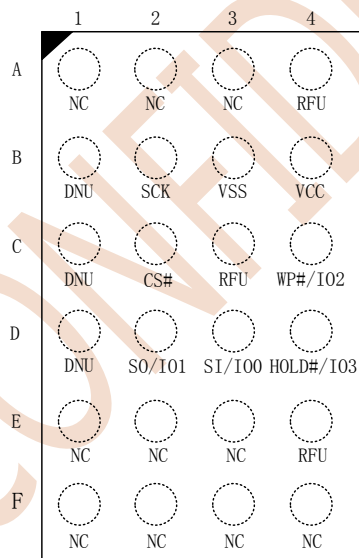 1 2 3 4
A
NC NC NC RFU
B
DNU SCK VSS VCC
C
DNU CS# RFU WP#/IO2
D
DNU SO/IO1 SI/IO0 HOLD#/IO3
E
NC NC NC RFU
F
NC NC NC NC